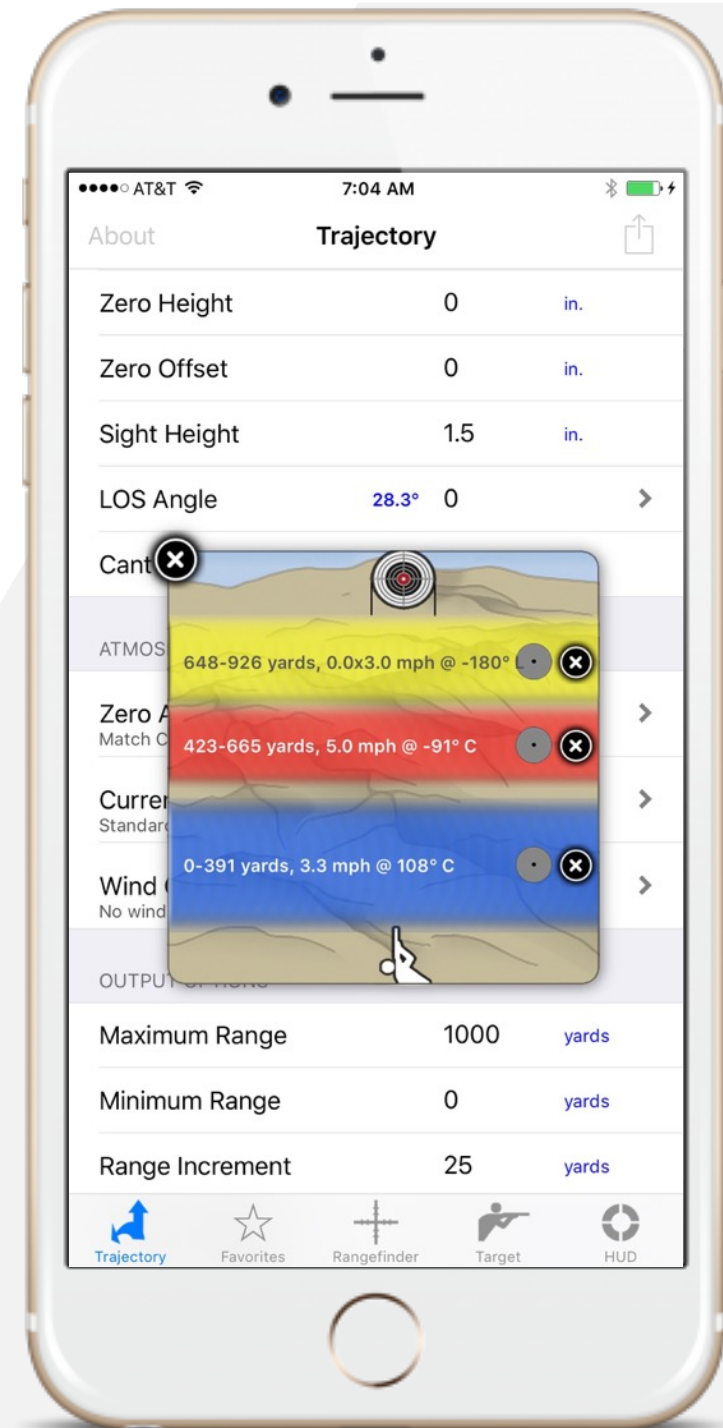 AT&T 7:04 AM
About Trajectory
Zero Height 0 in.
Zero Offset 0 in.
Sight Height 1.5 in.
LOS Angle 28.3° 0
Cant
ATMOS
648-926 yards, 0.0x3.0 mph @ -180° L
Zero A
Match C
423-665 yards, 5.0 mph @ -91° C
Curre
Standar
0-391 yards, 3.3 mph @ 108° C
Wind
No wind
OUTPUT OPTIONS
Maximum Range 1000 yards
Minimum Range 0 yards
Range Increment 25 yards
Trajectory Favorites Rangefinder Target HUD